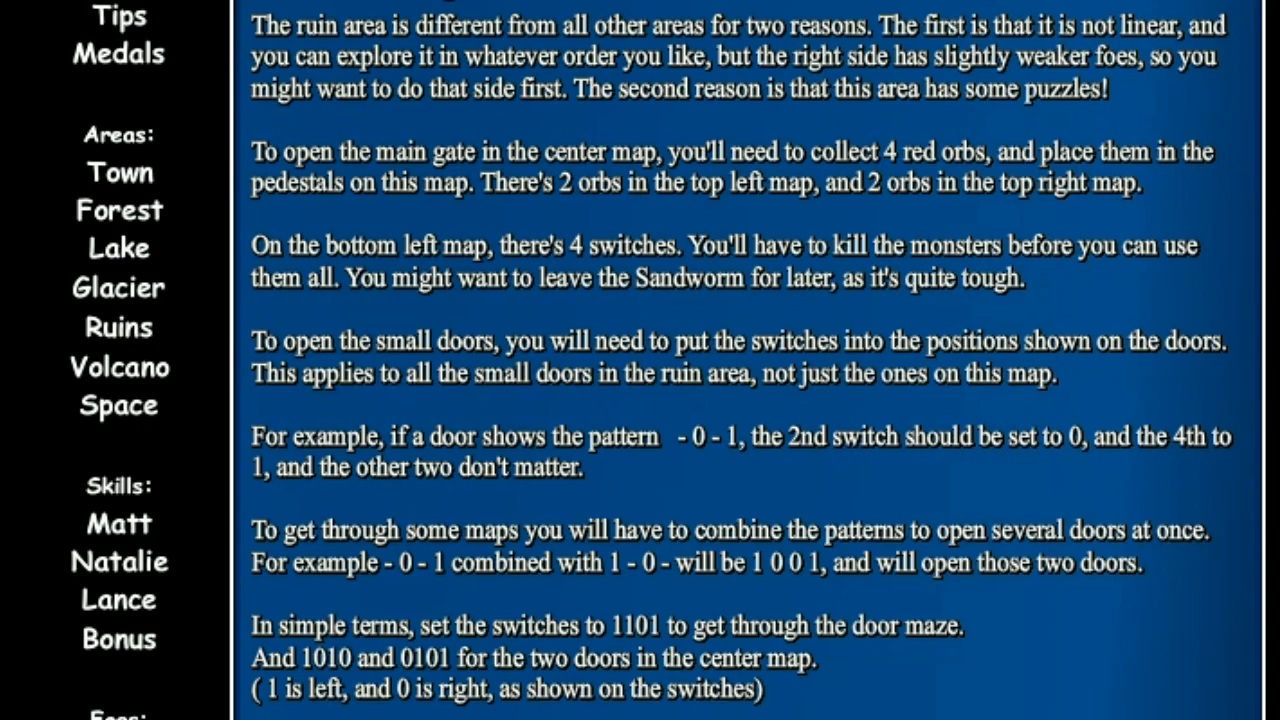 Tips
Medals
Areas:
Town
Forest
Lake
Glacier
Ruins
Volcano
Space
Skills:
Matt
Natalie
Lance
Bonus
Foes:
The ruin area is different from all other areas for two reasons. The first is that it is not linear, and
you can explore it in whatever order you like, but the right side has slightly weaker foes, so you
might want to do that side first. The second reason is that this area has some puzzles!
To open the main gate in the center map, you'll need to collect 4 red orbs, and place them in the
pedestals on this map. There's 2 orbs in the top left map, and 2 orbs in the top right map.
On the bottom left map, there's 4 switches. You'll have to kill the monsters before you can use
them all. You might want to leave the Sandworm for later, as it's quite tough.
To open the small doors, you will need to put the switches into the positions shown on the doors.
This applies to all the small doors in the ruin area, not just the ones on this map.
For example, if a door shows the pattern - 0 - 1, the 2nd switch should be set to 0, and the 4th to
1, and the other two don't matter.
To get through some maps you will have to combine the patterns to open several doors at once.
For example - 0 - 1 combined with 1 - 0 - will be 1 0 0 1, and will open those two doors.
In simple terms, set the switches to 1101 to get through the door maze.
And 1010 and 0101 for the two doors in the center map.
( 1 is left, and 0 is right, as shown on the switches)